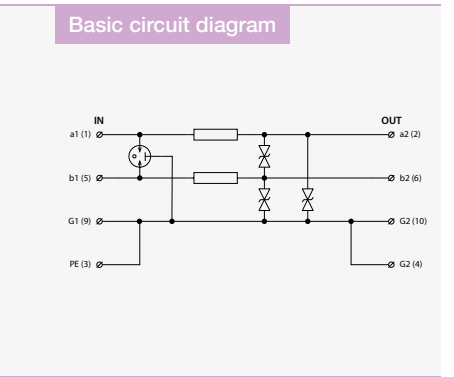 Basic circuit diagram
IN OUT
a1 (1) a2 (2)
b1 (5) b2 (6)
G1 (9) G2 (10)
PE (3) G2 (4)